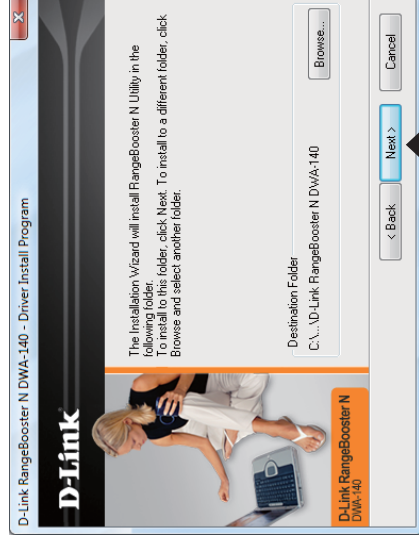 D-Link RangeBooster N DWA-140 - Driver Install Program
X
D-Link
The Installation Wizard will install RangeBooster N Utility in the
following folder.
To install to this folder, click Next. To install to a different folder, click
Browse and select another folder.
Destination Folder
C:\... \D-Link RangeBooster N DWA-140
Browse...
D-Link RangeBooster N
DWA-140
< Back
Next >
Cancel